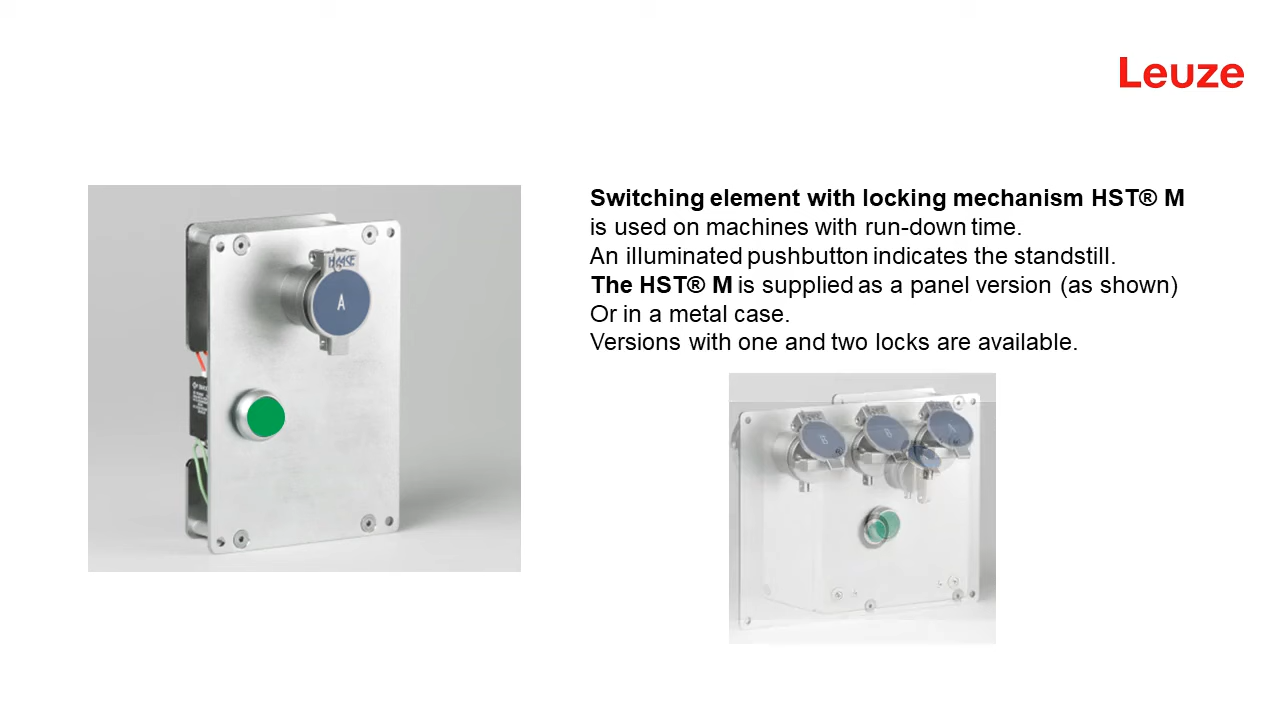 Leuze
Switching element with locking mechanism HST® M
is used on machines with run-down time.
An illuminated pushbutton indicates the standstill.
The HST® M is supplied as a panel version (as shown)
Or in a metal case.
Versions with one and two locks are available.
HAAKE
A